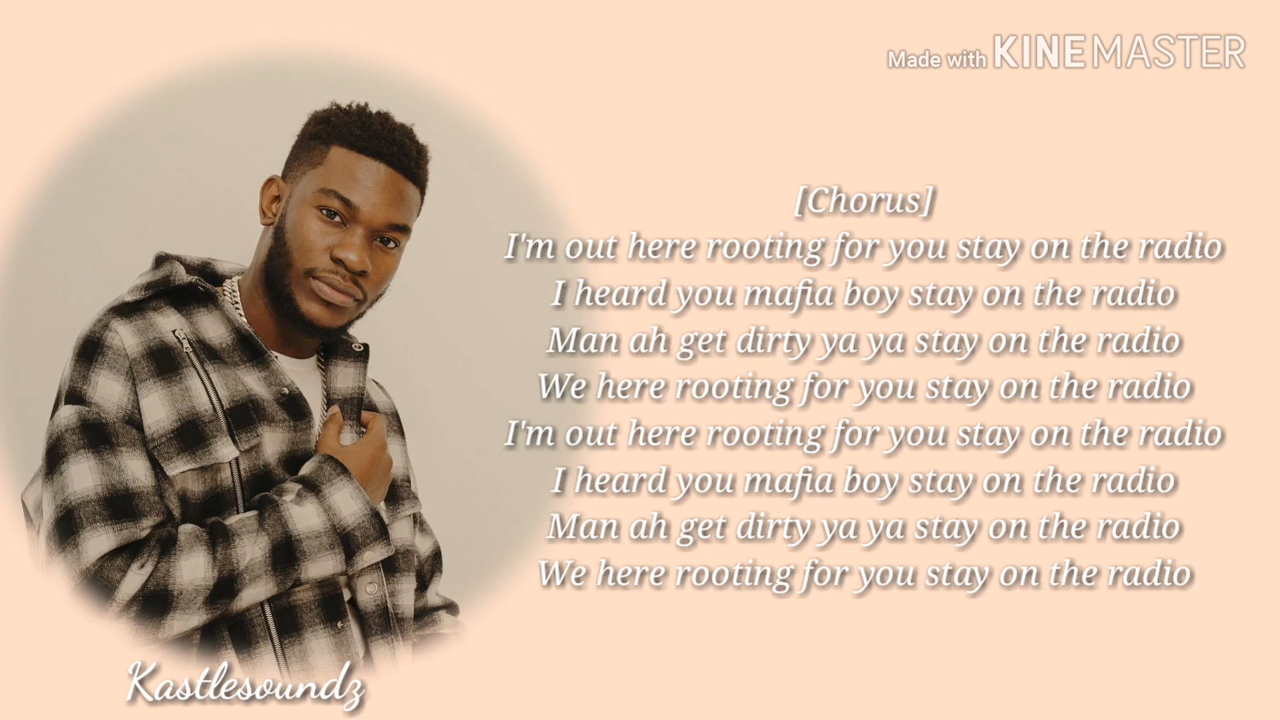 Made with KINEMASTER
[Chorus]
I'm out here rooting for you stay on the radio
I heard you mafia boy stay on the radio
Man ah get dirty ya ya stay on the radio
We here rooting for you stay on the radio
I'm out here rooting for you stay on the radio
I heard you mafia boy stay on the radio
Man ah get dirty ya ya stay on the radio
We here rooting for you stay on the radio
Kastlesoundz